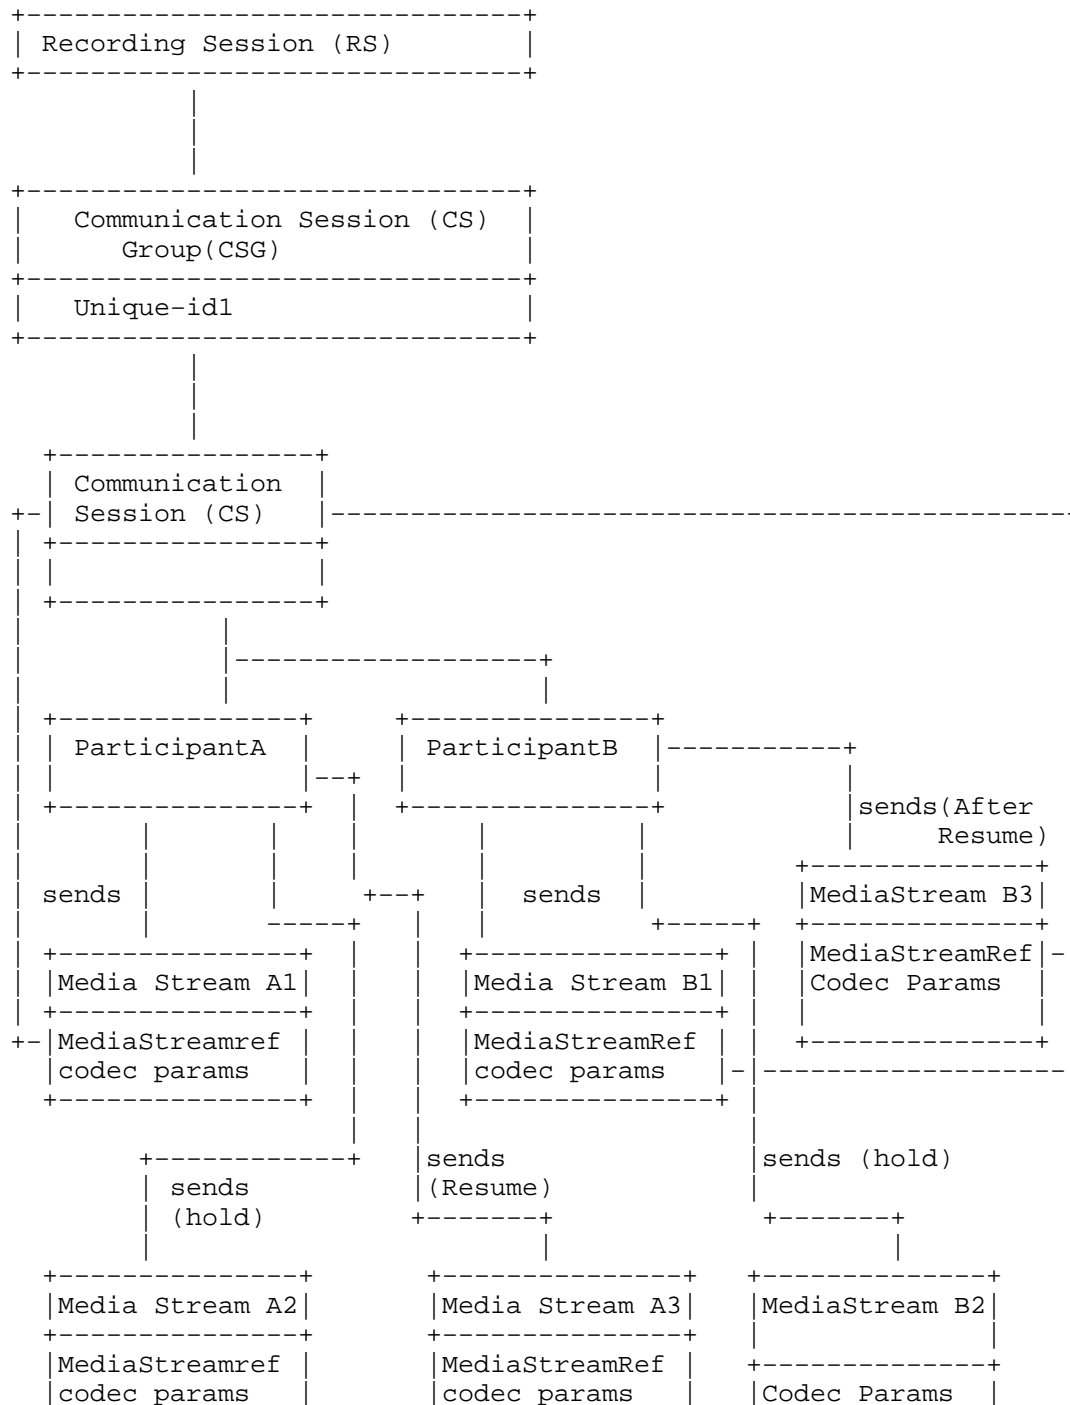 Recording Session (RS)
Communication Session (CS)
Group(CSG)
Unique-id1
Communication
Session (CS)
ParticipantA
ParticipantB
sends(After
Resume)
sends
sends
MediaStream B3
MediaStreamRef
Codec Params
Media Stream A1
Media Stream B1
MediaStreamref
codec params
MediaStreamRef
codec params
sends
(hold)
sends
(Resume)
sends (hold)
Media Stream A2
Media Stream A3
MediaStream B2
MediaStreamref
codec params
MediaStreamRef
codec params
Codec Params